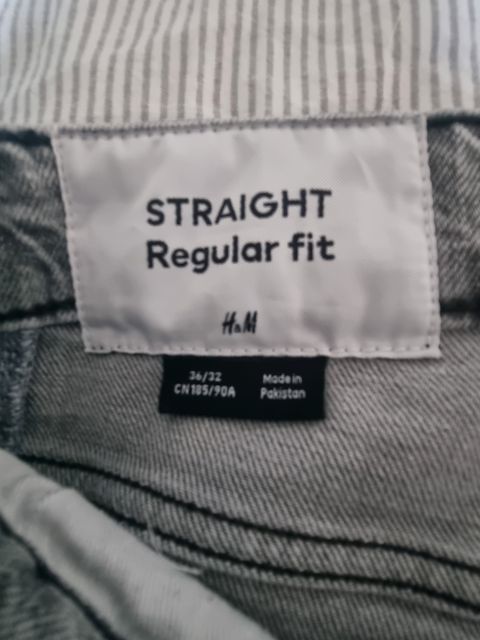 STRAIGHT
Regular fit
H&M
36/32
CN185/90A
Made in
Pakistan